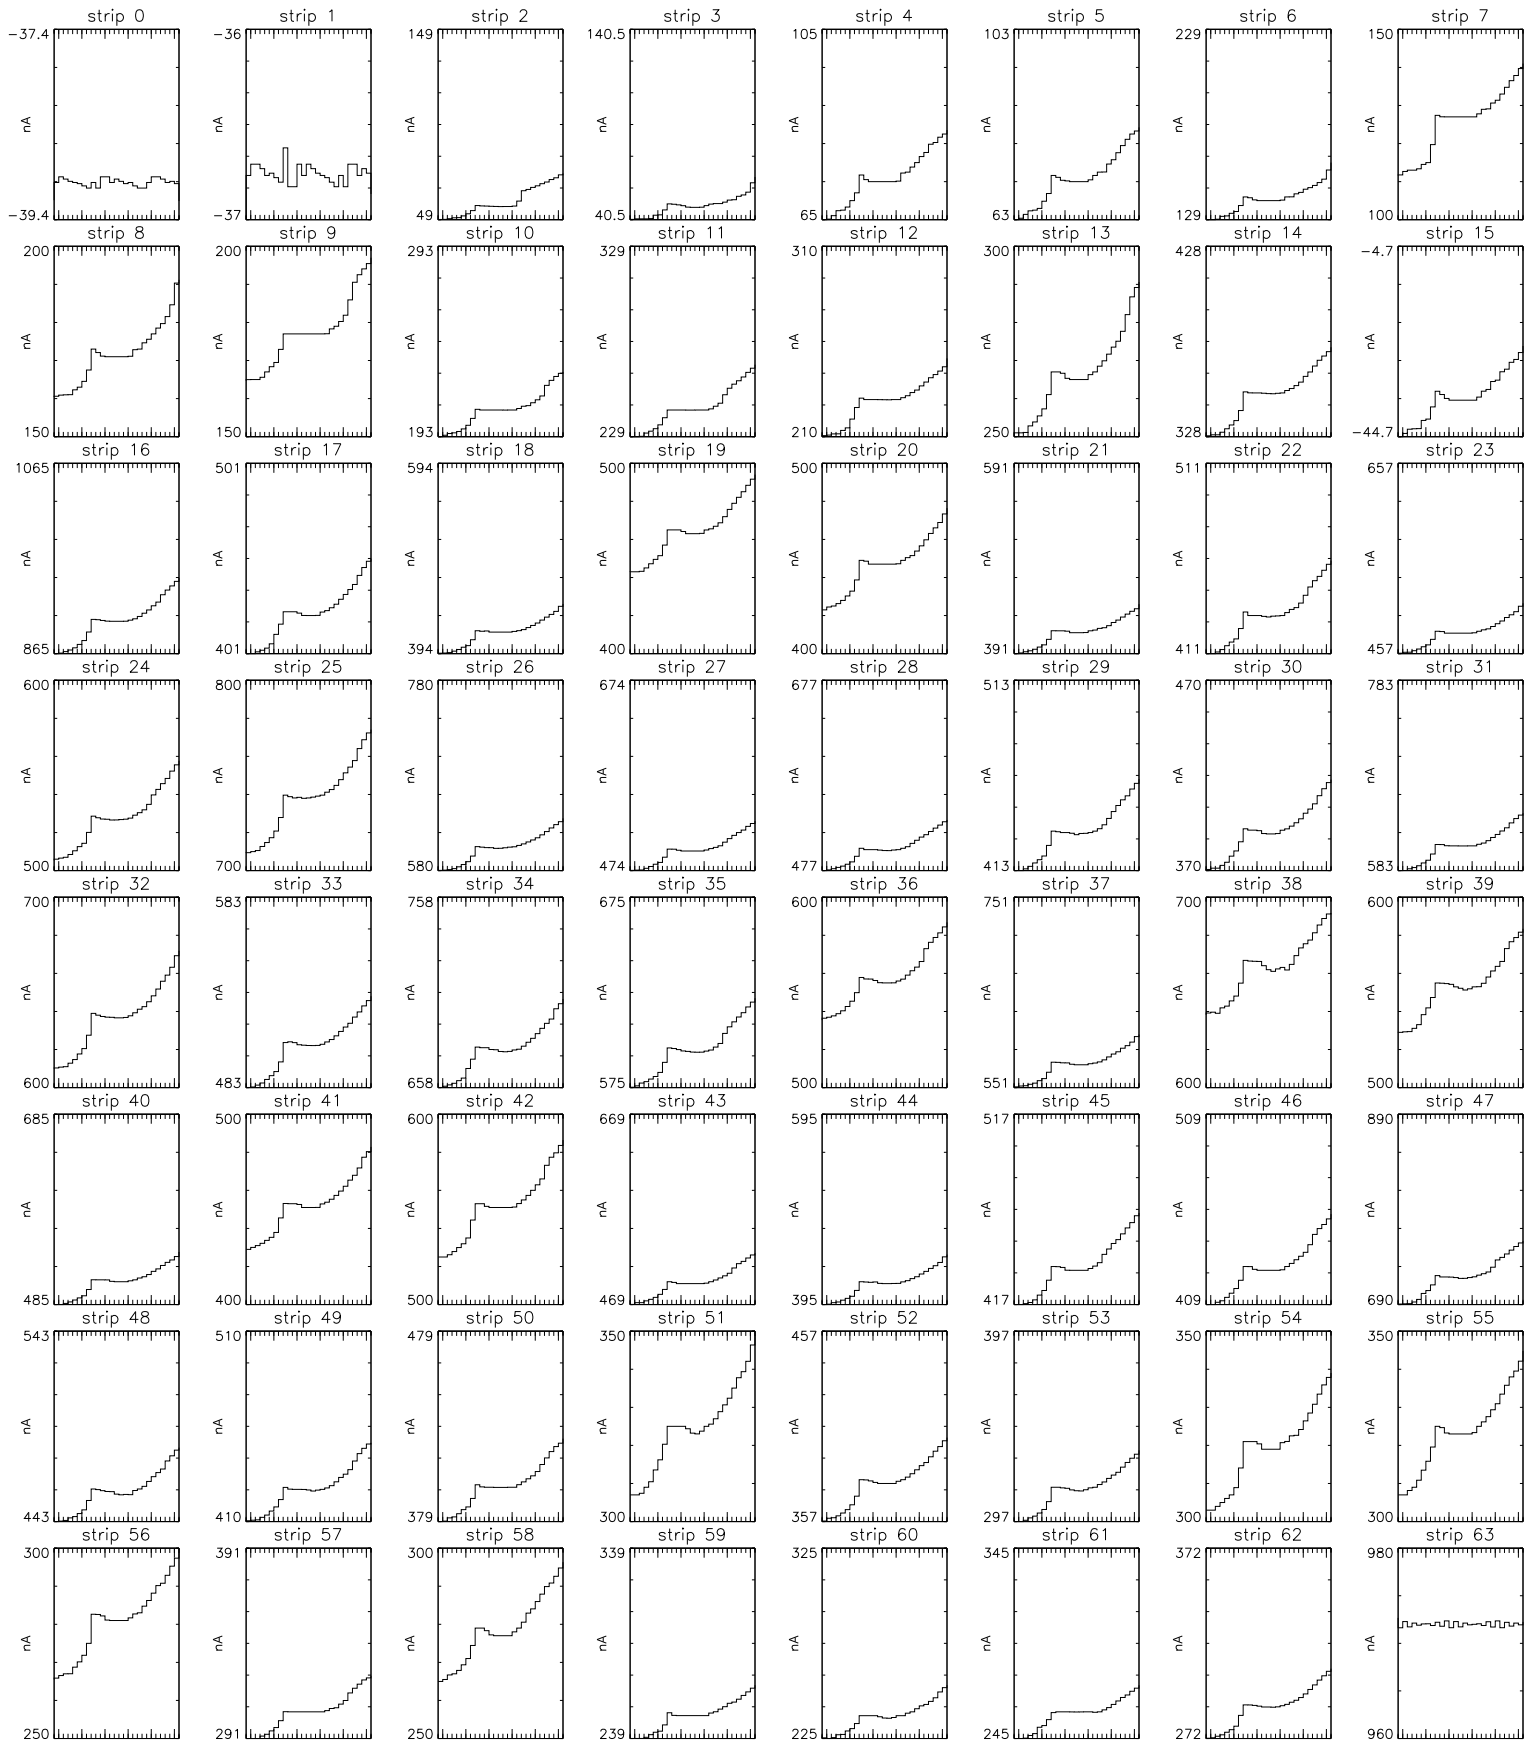 strip 0 strip 1 strip 2 strip 3 strip 4 strip 5 strip 6 strip 7
−37.4 −36 149 140.5 105 103 229 150
nA nA nA nA nA nA nA nA
−39.4 −37 49 40.5 65 63 129 100
strip 8 strip 9 strip 10 strip 11 strip 12 strip 13 strip 14 strip 15
200 200 293 329 310 300 428 −4.7
nA nA nA nA nA nA nA nA
150 150 193 229 210 250 328 −44.7
strip 16 strip 17 strip 18 strip 19 strip 20 strip 21 strip 22 strip 23
1065 501 594 500 500 591 511 657
nA nA nA nA nA nA nA nA
865 401 394 400 400 391 411 457
strip 24 strip 25 strip 26 strip 27 strip 28 strip 29 strip 30 strip 31
600 800 780 674 677 513 470 783
nA nA nA nA nA nA nA nA
500 700 580 474 477 413 370 583
strip 32 strip 33 strip 34 strip 35 strip 36 strip 37 strip 38 strip 39
700 583 758 675 600 751 700 600
nA nA nA nA nA nA nA nA
600 483 658 575 500 551 600 500
strip 40 strip 41 strip 42 strip 43 strip 44 strip 45 strip 46 strip 47
685 500 600 669 595 517 509 890
nA nA nA nA nA nA nA nA
485 400 500 469 395 417 409 690
strip 48 strip 49 strip 50 strip 51 strip 52 strip 53 strip 54 strip 55
543 510 479 350 457 397 350 350
nA nA nA nA nA nA nA nA
443 410 379 300 357 297 300 300
strip 56 strip 57 strip 58 strip 59 strip 60 strip 61 strip 62 strip 63
300 391 300 339 325 345 372 980
nA nA nA nA nA nA nA nA
250 291 250 239 225 245 272 960